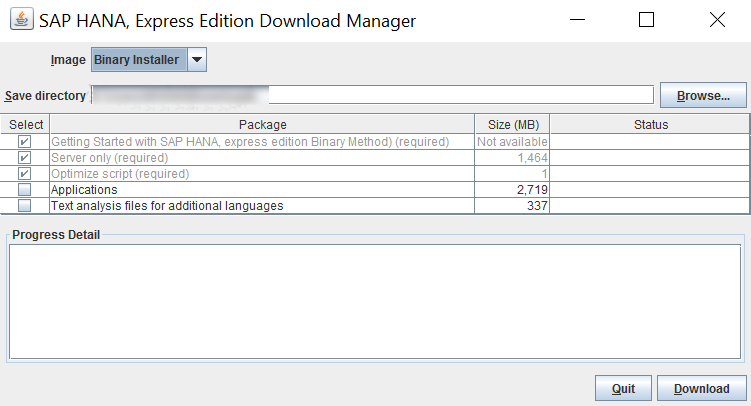 SAP HANA, Express Edition Download Manager
Image Binary Installer
Save directory Browse...
Select Package Size (MB) Status
Getting Started with SAP HANA, express edition Binary Method) (required) Not available
Server only (required) 1,464
Optimize script (required) 1
Applications 2,719
Text analysis files for additional languages 337
Progress Detail
Quit Download